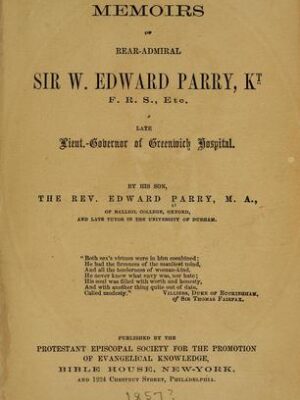 MEMOIRS
OF
REAR-ADMIRAL
SIR W. EDWARD PARRY, KT
F. R. S., ETC.
LATE
Lieut.-Governor of Greenwich Hospital.
BY HIS SON,
THE REV. EDWARD PARRY, M. A.,
OF BALLIOL COLLEGE, OXFORD,
AND LATE TUTOR IN THE UNIVERSITY OF DURHAM.
"Both sex's virtues were in him combined;
He had the fierceness of the manliest mind,
And all the tenderness of woman-kind.
He never knew what envy was, nor hate;
His soul was filled with worth and honesty,
And with another thing quite out of date,
Called modesty." VILLIERS, DUKE OF BUCKINGHAM,
of SIR THOMAS FAIRFAX.
PUBLISHED BY THE
PROTESTANT EPISCOPAL SOCIETY FOR THE PROMOTION
OF EVANGELICAL KNOWLEDGE,
BIBLE HOUSE, NEW-YORK,
AND 1224 CHESTNUT STREET, PHILADELPHIA.
1857?